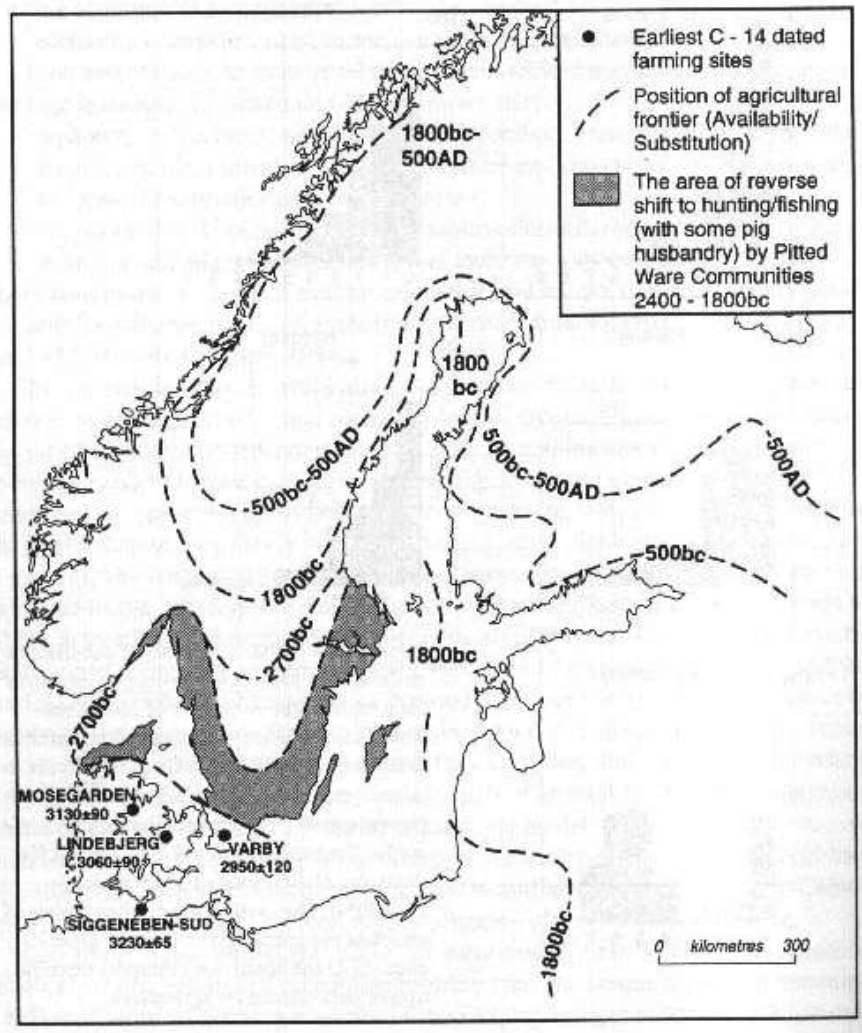 Earliest C - 14 dated
farming sites
Position of agricultural
frontier (Availability/
Substitution)
The area of reverse
shift to hunting/fishing
(with some pig
husbandry) by Pitted
Ware Communities
2400 - 1800bc
1800bc-
500AD
1800
bc
500bc-500AD
-500AD-
-500bc-500AD
500bc
1800bc
2700bc
1800bc
2700bc
MOSEGARDEN
3130±90
LINDEBJERG
3060±90
VARBY
2950±120
SIGGENEBEN-SUD
3230±65
1800bc-
0 kilometres 300